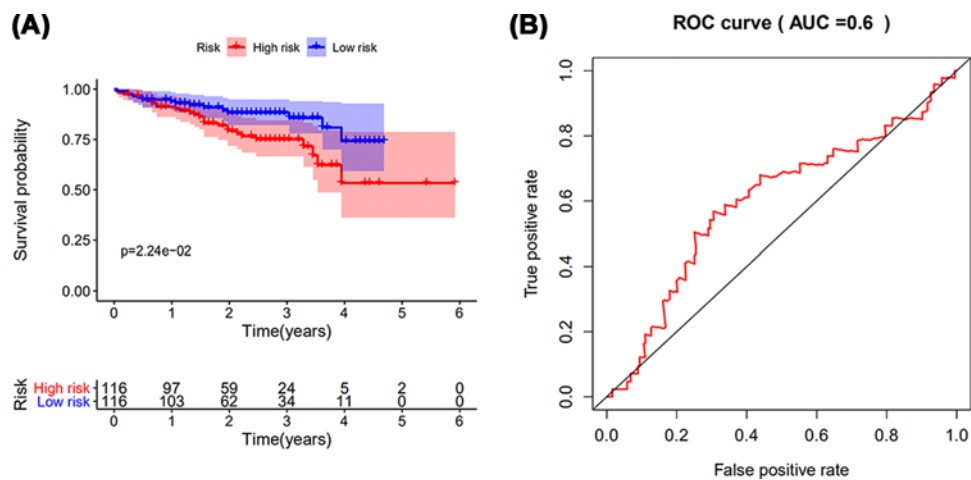 (A)
Risk High risk Low risk
Survival probability
1.00
0.75
0.50
0.25
0.00
p=2.24e−02
0 1 2 3 4 5 6
Time(years)
Risk
High risk 116 97 59 24 5 2 0
Low risk 116 103 62 34 11 0 0
0 1 2 3 4 5 6
Time(years)
(B)
ROC curve ( AUC =0.6 )
True positive rate
1.0
0.8
0.6
0.4
0.2
0.0
0.0 0.2 0.4 0.6 0.8 1.0
False positive rate